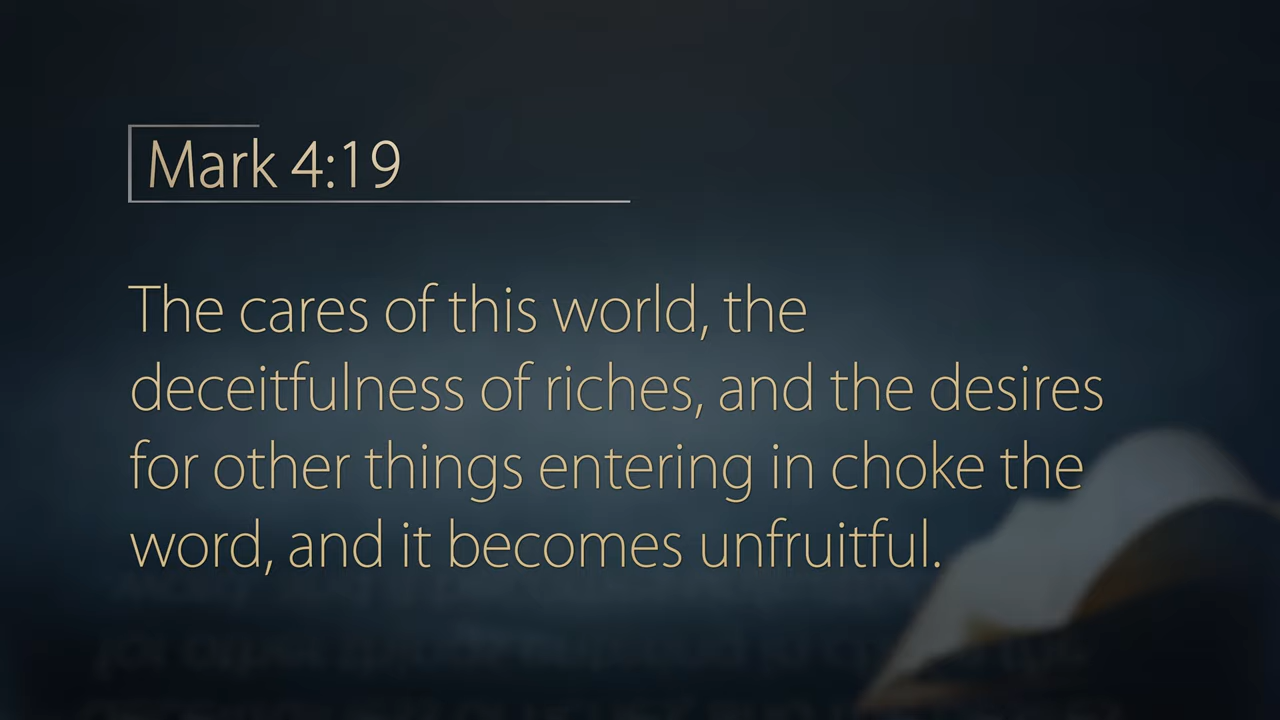 Mark 4:19
The cares of this world, the
deceitfulness of riches, and the desires
for other things entering in choke the
word, and it becomes unfruitful.